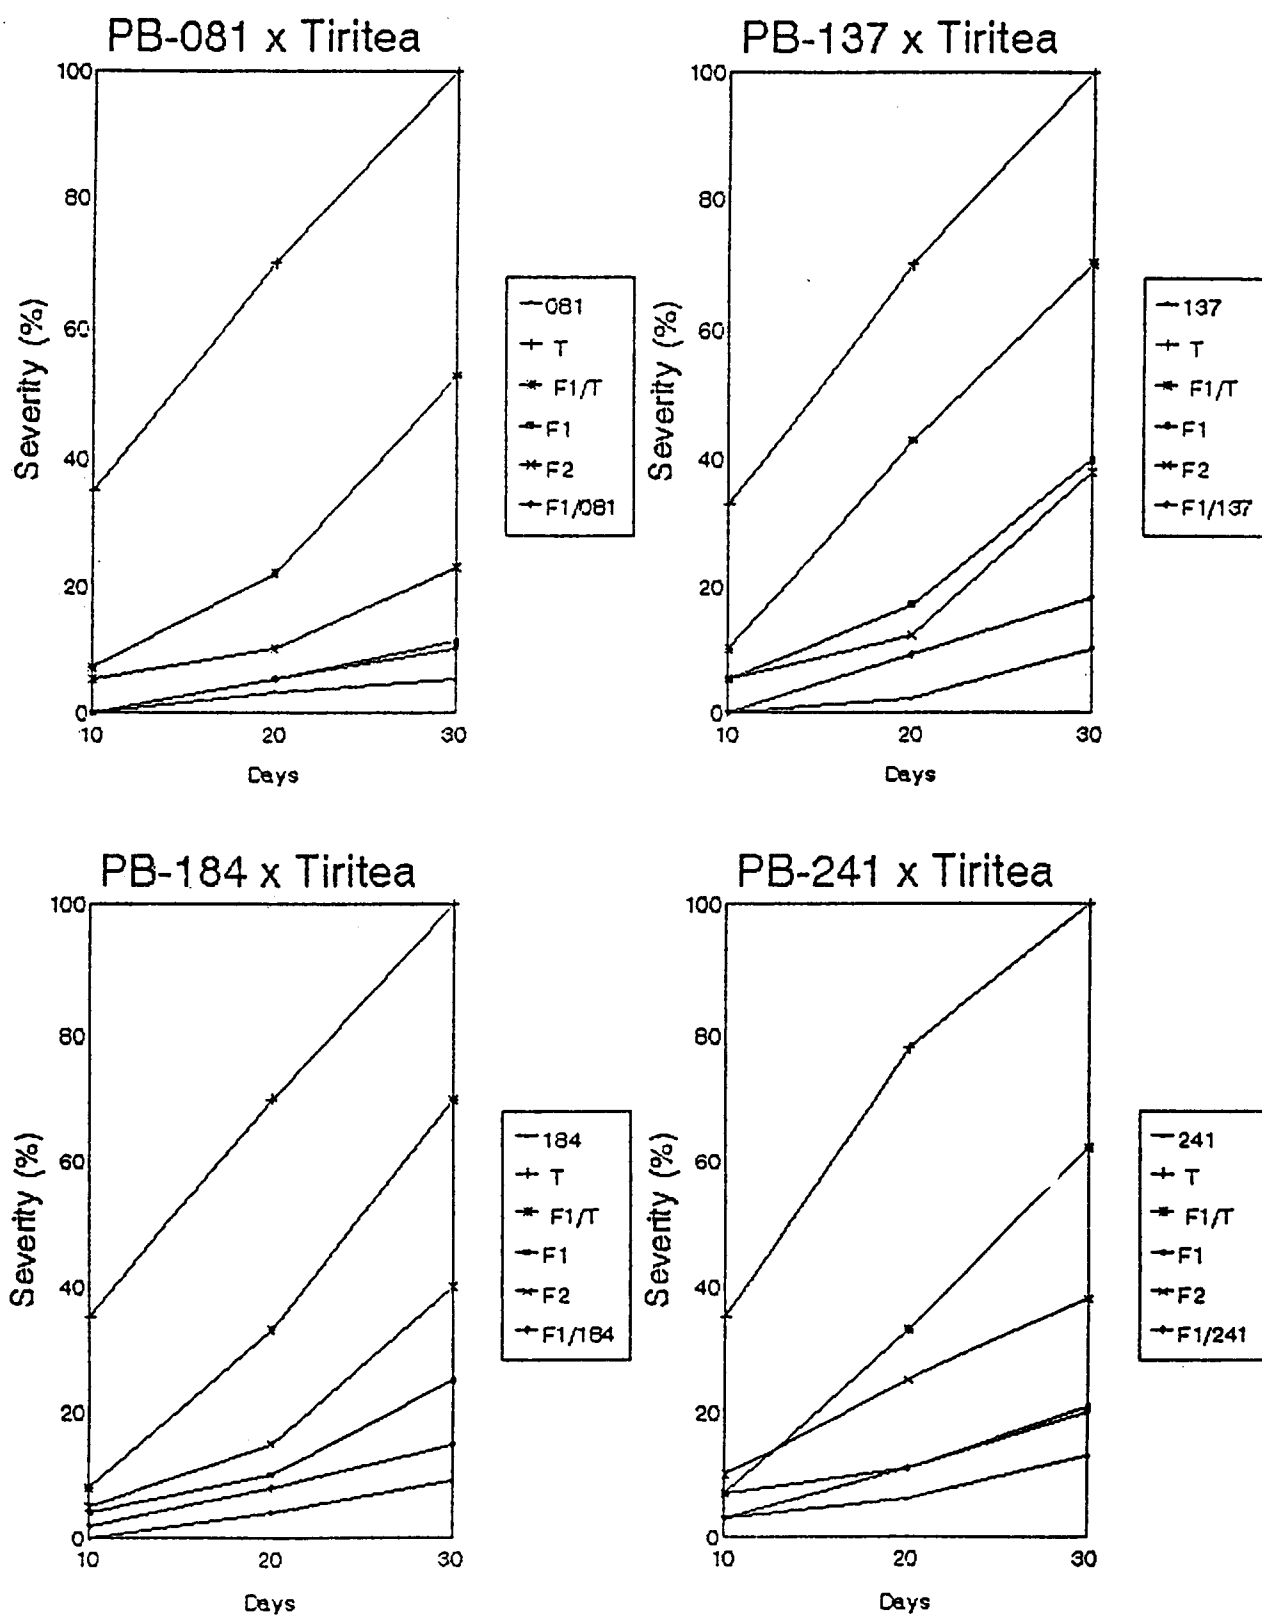 PB-081 x Tiritea
100
80
60
40
20
0
10 20 30
Severity (%)
Days
081
T
F1/T
F1
F2
F1/081
PB-137 x Tiritea
100
80
60
40
20
0
10 20 30
Severity (%)
Days
137
T
F1/T
F1
F2
F1/137
PB-184 x Tiritea
100
80
60
40
20
0
10 20 30
Severity (%)
Days
184
T
F1/T
F1
F2
F1/184
PB-241 x Tiritea
100
80
60
40
20
0
10 20 30
Severity (%)
Days
241
T
F1/T
F1
F2
F1/241